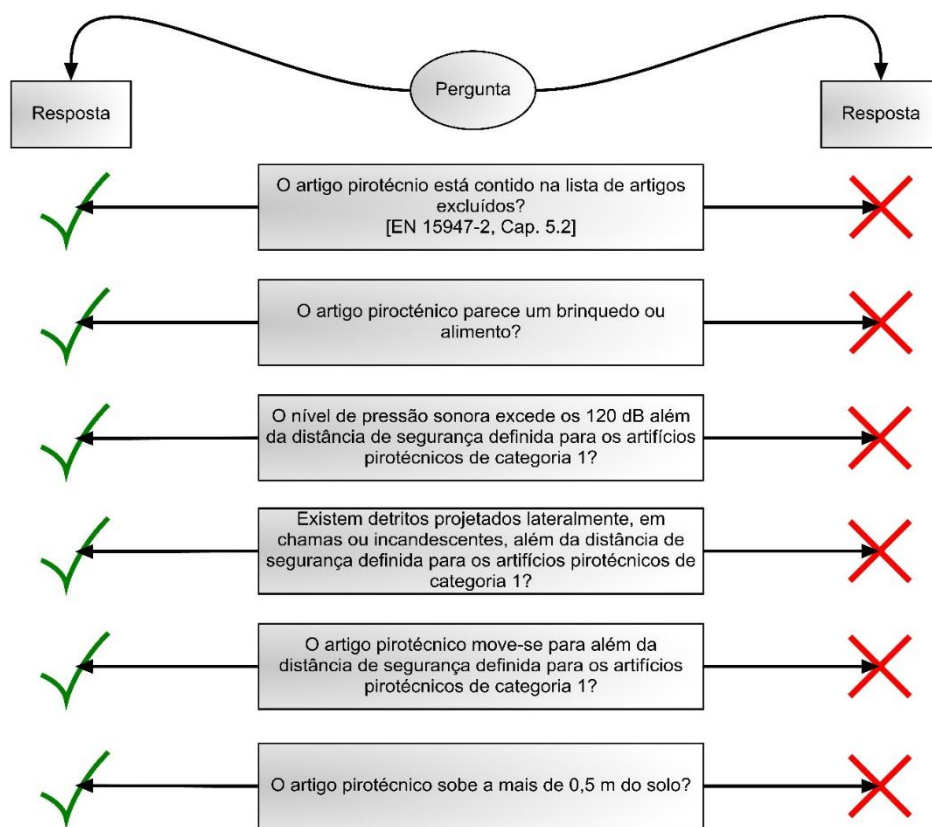 Pergunta
Resposta
Resposta
O artigo pirotécnio está contido na lista de artigos
excluídos?
[EN 15947-2, Cap. 5.2]
O artigo pirocténico parece um brinquedo ou
alimento?
O nível de pressão sonora excede os 120 dB além
da distância de segurança definida para os artifícios
pirotécnicos de categoria 1?
Existem detritos projetados lateralmente, em
chamas ou incandescentes, além da distância de
segurança definida para os artifícios pirotécnicos de
categoria 1?
O artigo pirotécnico move-se para além da
distância de segurança definida para os artifícios
pirotécnicos de categoria 1?
O artigo pirotécnico sobe a mais de 0,5 m do solo?